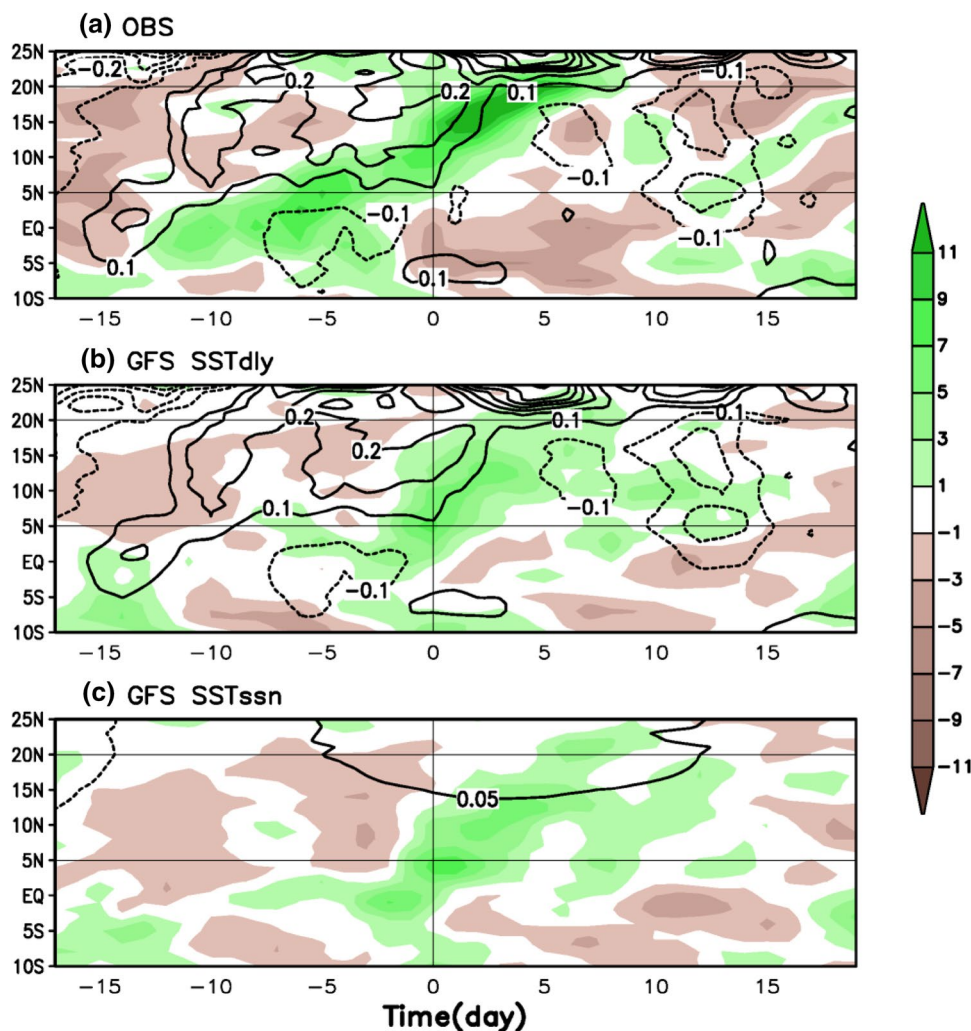 (a) OBS
25N
20N
15N
10N
5N
EQ
5S
10S
-0.2
0.2
0.2
0.1
-0.1
-0.1
-0.1
-0.1
0.1
0.1
-15 -10 -5 0 5 10 15
(b) GFS SSTdly
25N
20N
15N
10N
5N
EQ
5S
10S
0.2
0.2
0.1
-0.1
0.1
-0.1
-0.1
-15 -10 -5 0 5 10 15
(c) GFS SSTssn
25N
20N
15N
10N
5N
EQ
5S
10S
0.05
-15 -10 -5 0 5 10 15
Time(day)
11
9
7
5
3
1
-1
-3
-5
-7
-9
-11